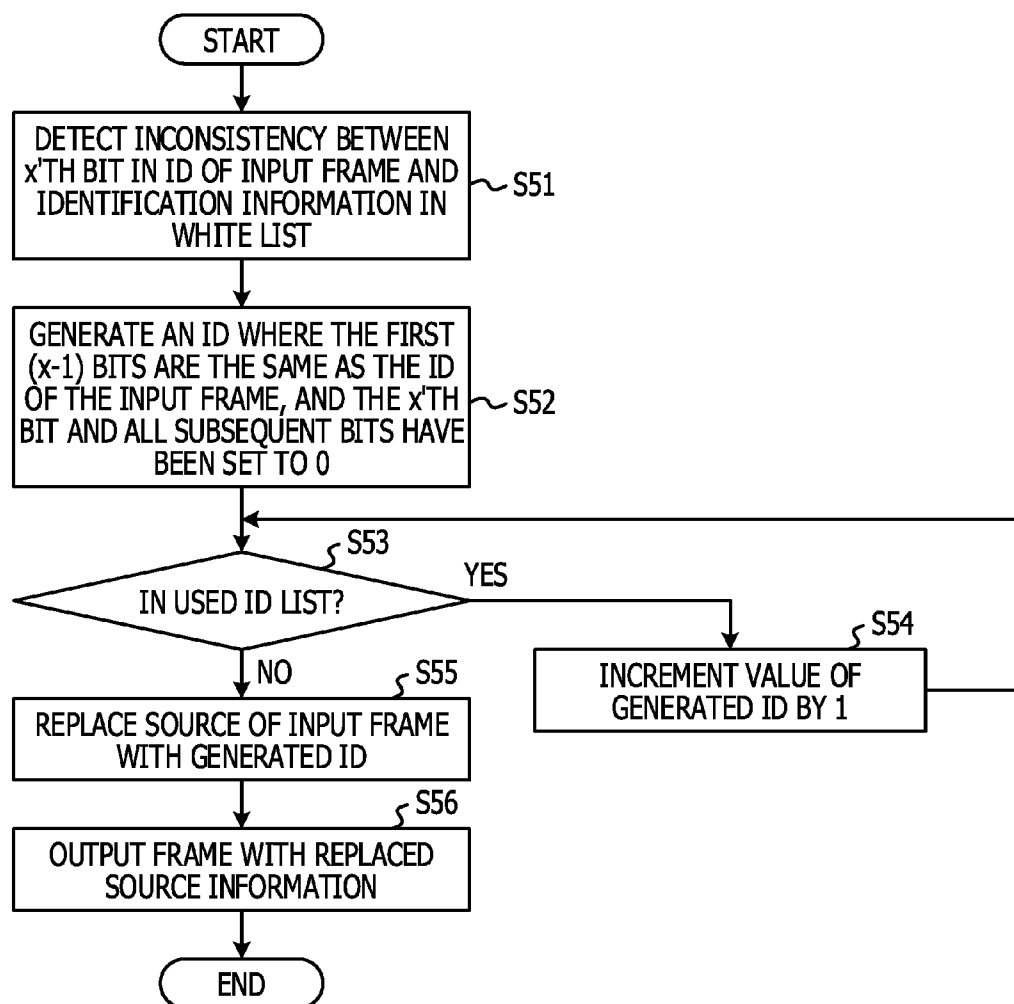 START
DETECT INCONSISTENCY BETWEEN
x'TH BIT IN ID OF INPUT FRAME AND
IDENTIFICATION INFORMATION IN
WHITE LIST
S51
GENERATE AN ID WHERE THE FIRST
(x-1) BITS ARE THE SAME AS THE ID
OF THE INPUT FRAME, AND THE x'TH
BIT AND ALL SUBSEQUENT BITS HAVE
BEEN SET TO 0
S52
S53
IN USED ID LIST?
YES
S54
INCREMENT VALUE OF
GENERATED ID BY 1
NO
S55
REPLACE SOURCE OF INPUT FRAME
WITH GENERATED ID
S56
OUTPUT FRAME WITH REPLACED
SOURCE INFORMATION
END